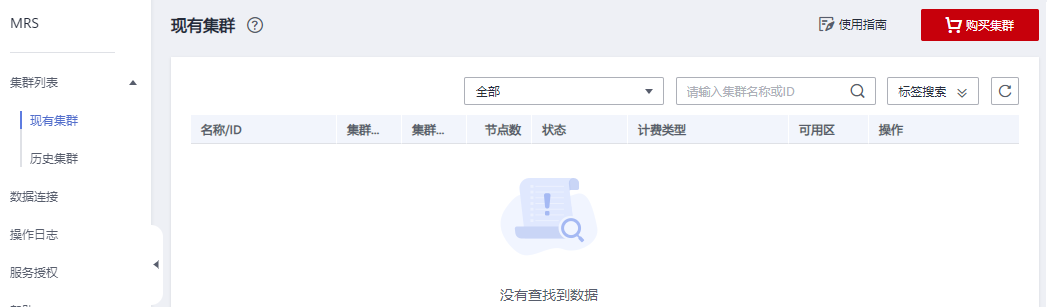 MRS
集群列表
现有集群
历史集群
数据连接
操作日志
服务授权
现有集群 ?
使用指南
购买集群
全部
请输入集群名称或ID
标签搜索
名称/ID 集群... 集群... 节点数 状态 计费类型 可用区 操作
没有查找到数据